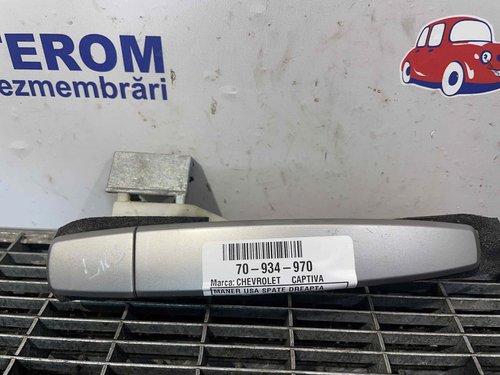 TEROM
ezmembrări
70-934-970
Marca: CHEVROLET CAPTIVA
MANER USA SPATE DREAPTA